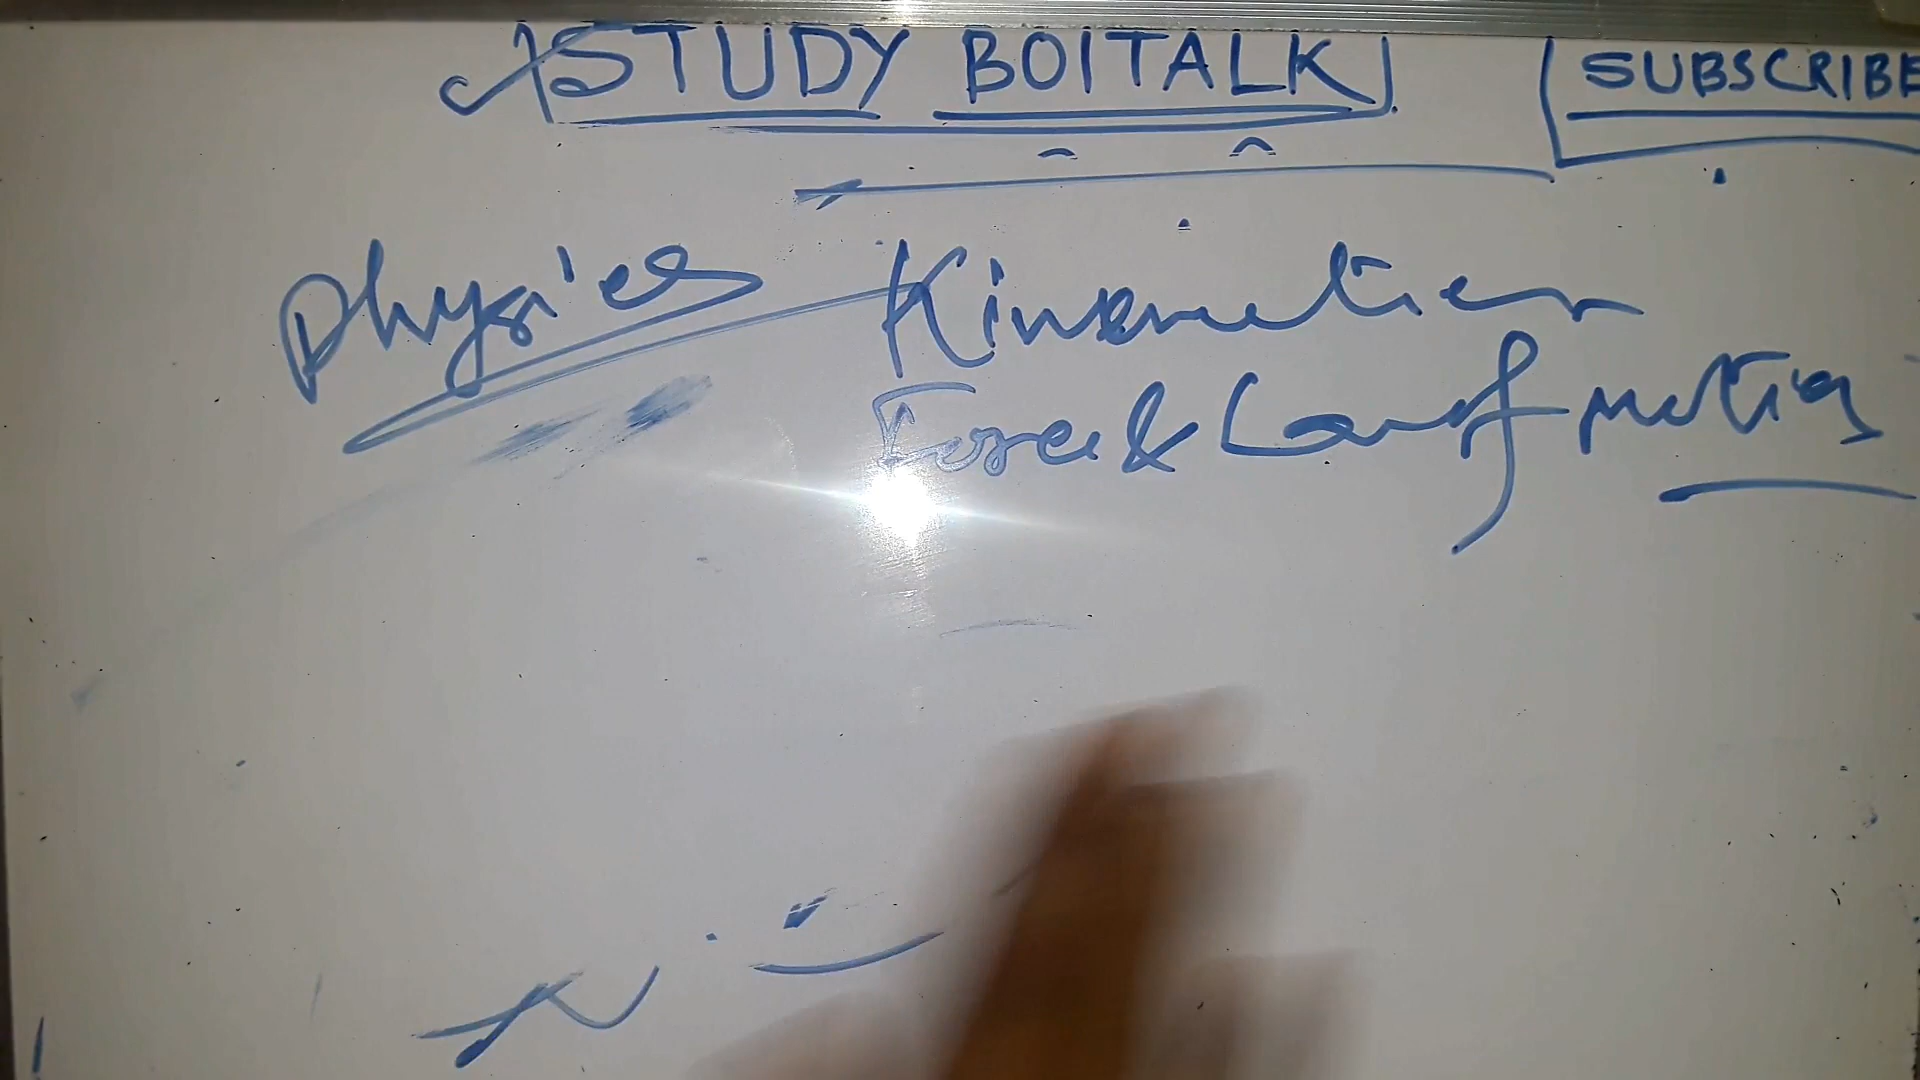 STUDY BOITALK
SUBSCRIBE
Physics
Kinematics
Force & Law of motion